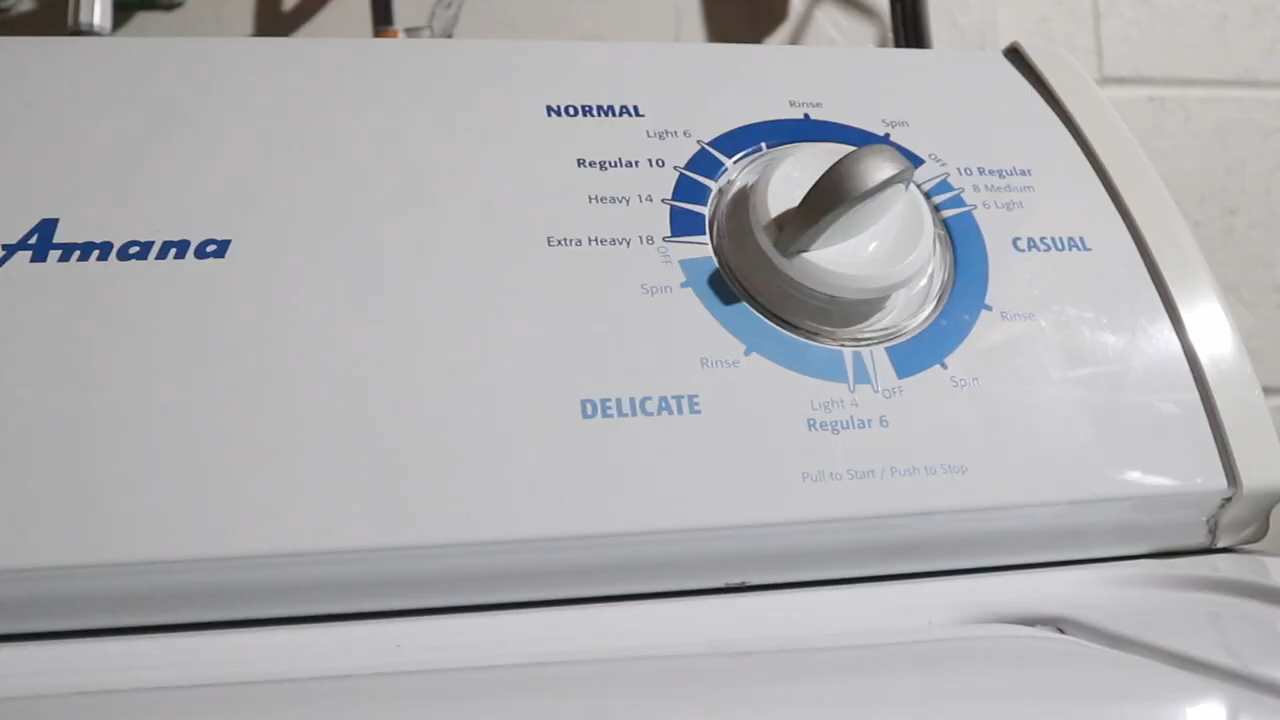 Amana
NORMAL
Rinse
Spin
Light 6
OFF
Regular 10
10 Regular
8 Medium
Heavy 14
6 Light
Extra Heavy 18
CASUAL
OFF
Spin
Rinse
Rinse
Spin
OFF
DELICATE
Light 4
Regular 6
Pull to Start / Push to Stop